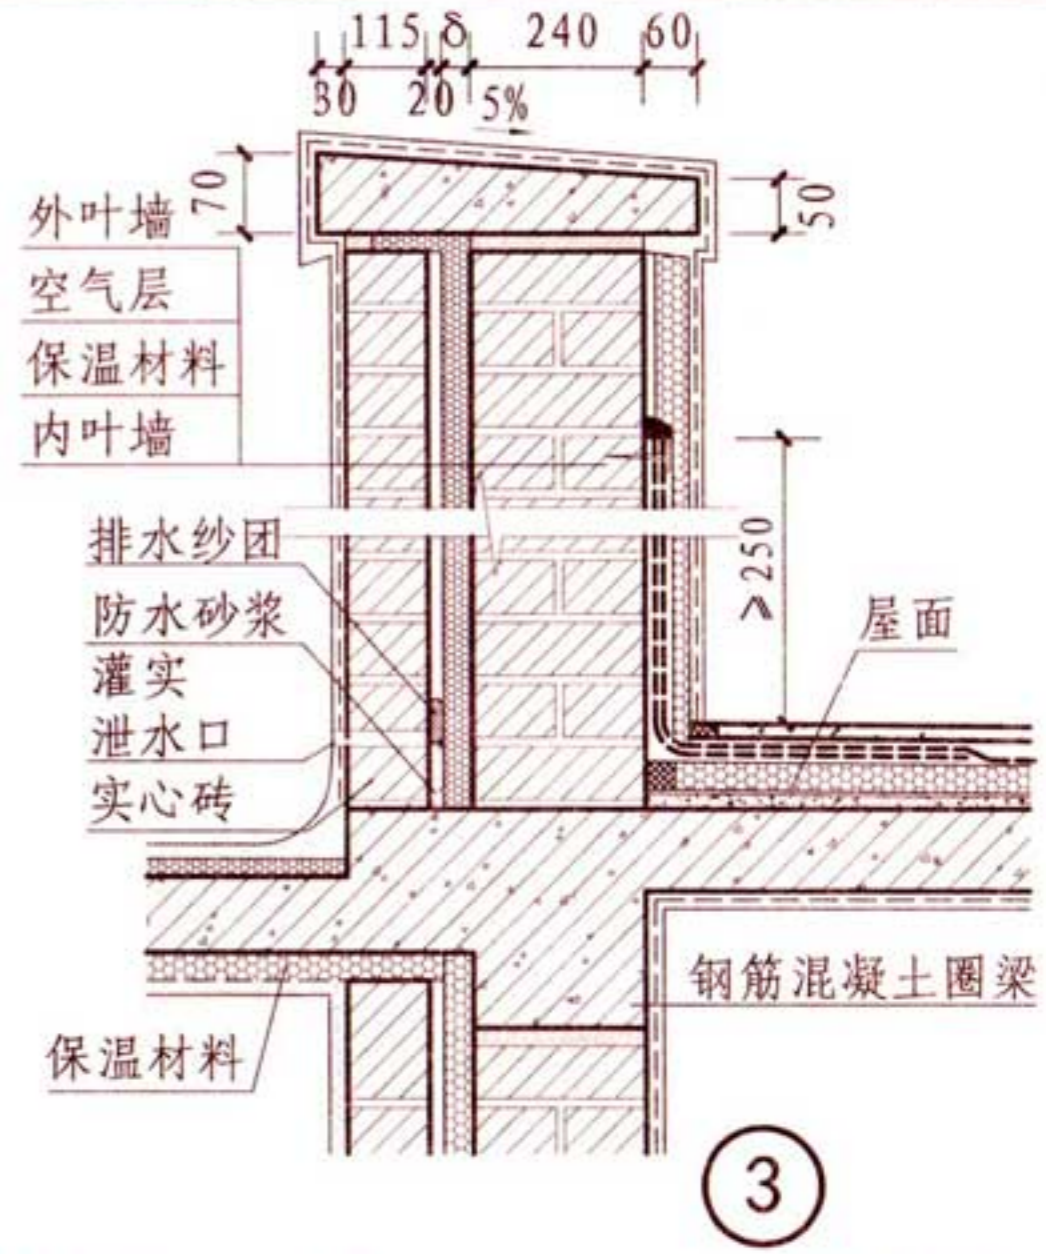 115 δ 240 60
30 20 5%
70
50
外叶墙
空气层
保温材料
内叶墙
排水纱团
防水砂浆
灌实
泄水口
实心砖
≥250
屋面
钢筋混凝土圈梁
保温材料
3